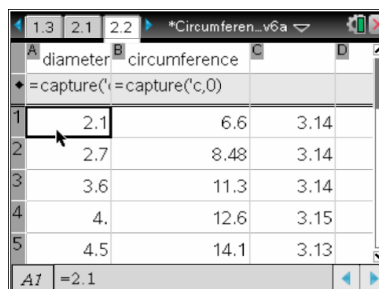 1.3 2.1 2.2 *Circumferen...v6a
A diameter B circumference C D
=capture('c =capture('c,0)
1 2.1 6.6 3.14
2 2.7 8.48 3.14
3 3.6 11.3 3.14
4 4. 12.6 3.15
5 4.5 14.1 3.13
A1 =2.1